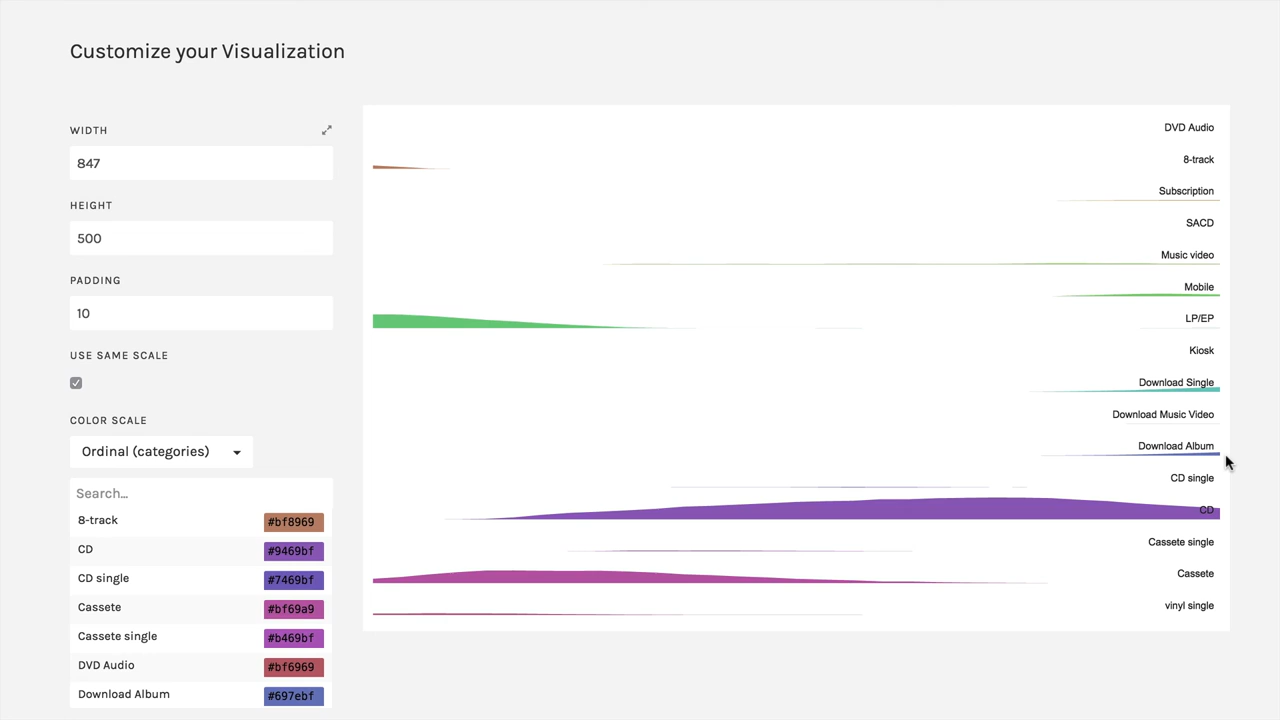 Customize your Visualization
WIDTH
847
HEIGHT
500
PADDING
10
USE SAME SCALE
COLOR SCALE
Ordinal (categories)
Search...
8-track #bf8969
CD #9469bf
CD single #7469bf
Cassete #bf69a9
Cassete single #b469bf
DVD Audio #bf6969
Download Album #697ebf
DVD Audio
8-track
Subscription
SACD
Music video
Mobile
LP/EP
Kiosk
Download Single
Download Music Video
Download Album
CD single
CD
Cassete single
Cassete
vinyl single